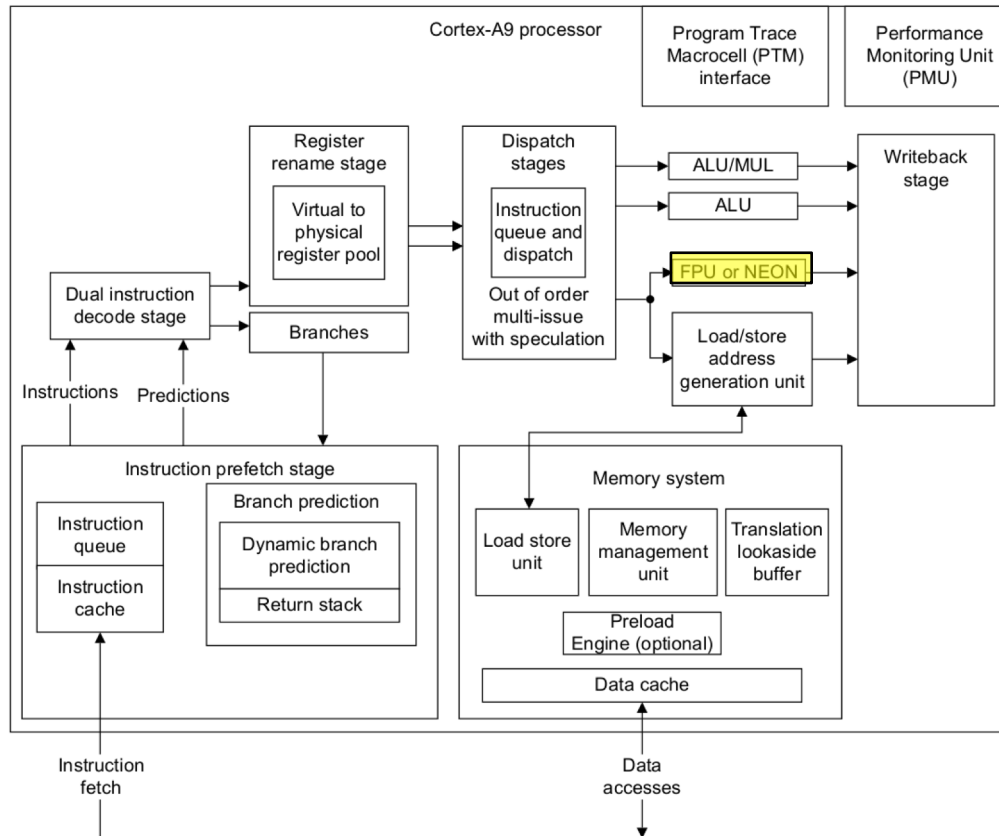 Cortex-A9 processor
Program Trace
Macrocell (PTM)
interface
Performance
Monitoring Unit
(PMU)
Register
rename stage
Virtual to
physical
register pool
Dispatch
stages
Instruction
queue and
dispatch
Out of order
multi-issue
with speculation
ALU/MUL
ALU
FPU or NEON
Load/store
address
generation unit
Writeback
stage
Dual instruction
decode stage
Branches
Instructions
Predictions
Instruction prefetch stage
Instruction
queue
Instruction
cache
Branch prediction
Dynamic branch
prediction
Return stack
Memory system
Load store
unit
Memory
management
unit
Translation
lookaside
buffer
Preload
Engine (optional)
Data cache
Instruction
fetch
Data
accesses